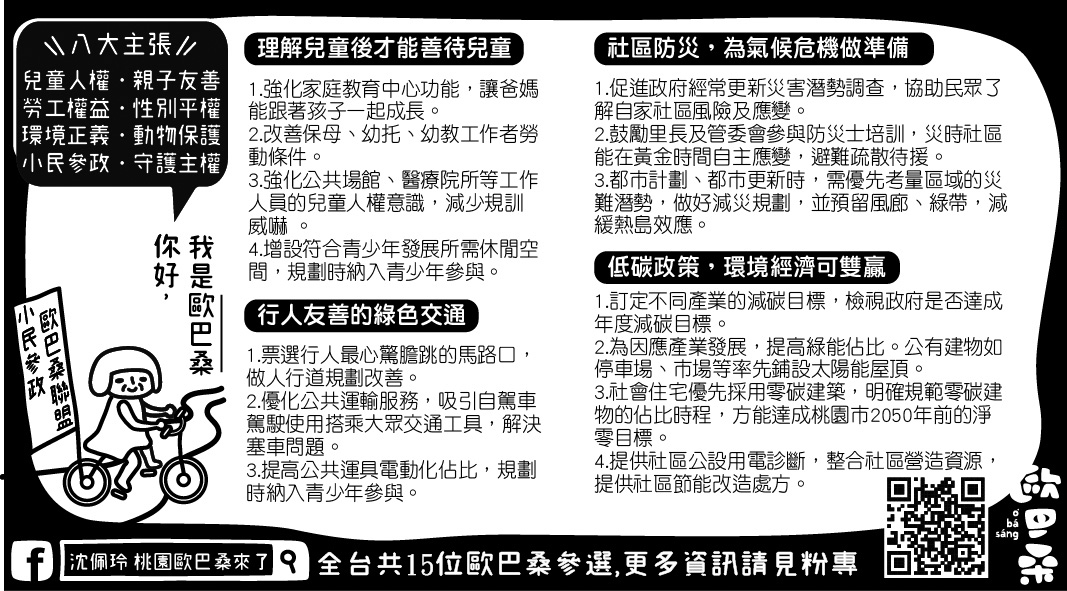 八大主張
兒童人權・親子友善
勞工權益・性別平權
環境正義・動物保護
小民參政・守護主權
你好，
我是歐巴桑
小民參政
歐巴桑聯盟
理解兒童後才能善待兒童
1.強化家庭教育中心功能，讓爸媽
能跟著孩子一起成長。
2.改善保母、幼托、幼教工作者勞
動條件。
3.強化公共場館、醫療院所等工作
人員的兒童人權意識，減少規訓
威嚇 。
4.增設符合青少年發展所需休閒空
間，規劃時納入青少年參與。
行人友善的綠色交通
1.票選行人最心驚膽跳的馬路口，
做人行道規劃改善。
2.優化公共運輸服務，吸引自駕車
駕駛使用搭乘大眾交通工具，解決
塞車問題。
3.提高公共運具電動化佔比，規劃
時納入青少年參與。
社區防災，為氣候危機做準備
1.促進政府經常更新災害潛勢調查，協助民眾了
解自家社區風險及應變。
2.鼓勵里長及管委會參與防災士培訓，災時社區
能在黃金時間自主應變，避難疏散待援。
3.都市計劃、都市更新時，需優先考量區域的災
難潛勢，做好減災規劃，並預留風廊、綠帶，減
緩熱島效應。
低碳政策，環境經濟可雙贏
1.訂定不同產業的減碳目標，檢視政府是否達成
年度減碳目標。
2.為因應產業發展，提高綠能佔比。公有建物如
停車場、市場等率先鋪設太陽能屋頂。
3.社會住宅優先採用零碳建築，明確規範零碳建
物的佔比時程，方能達成桃園市2050年前的淨
零目標。
4.提供社區公設用電診斷，整合社區營造資源，
提供社區節能改造處方。
歐巴桑
o͘
bá
sáng
f
沈佩玲 桃園歐巴桑來了
全台共15位歐巴桑參選,更多資訊請見粉專